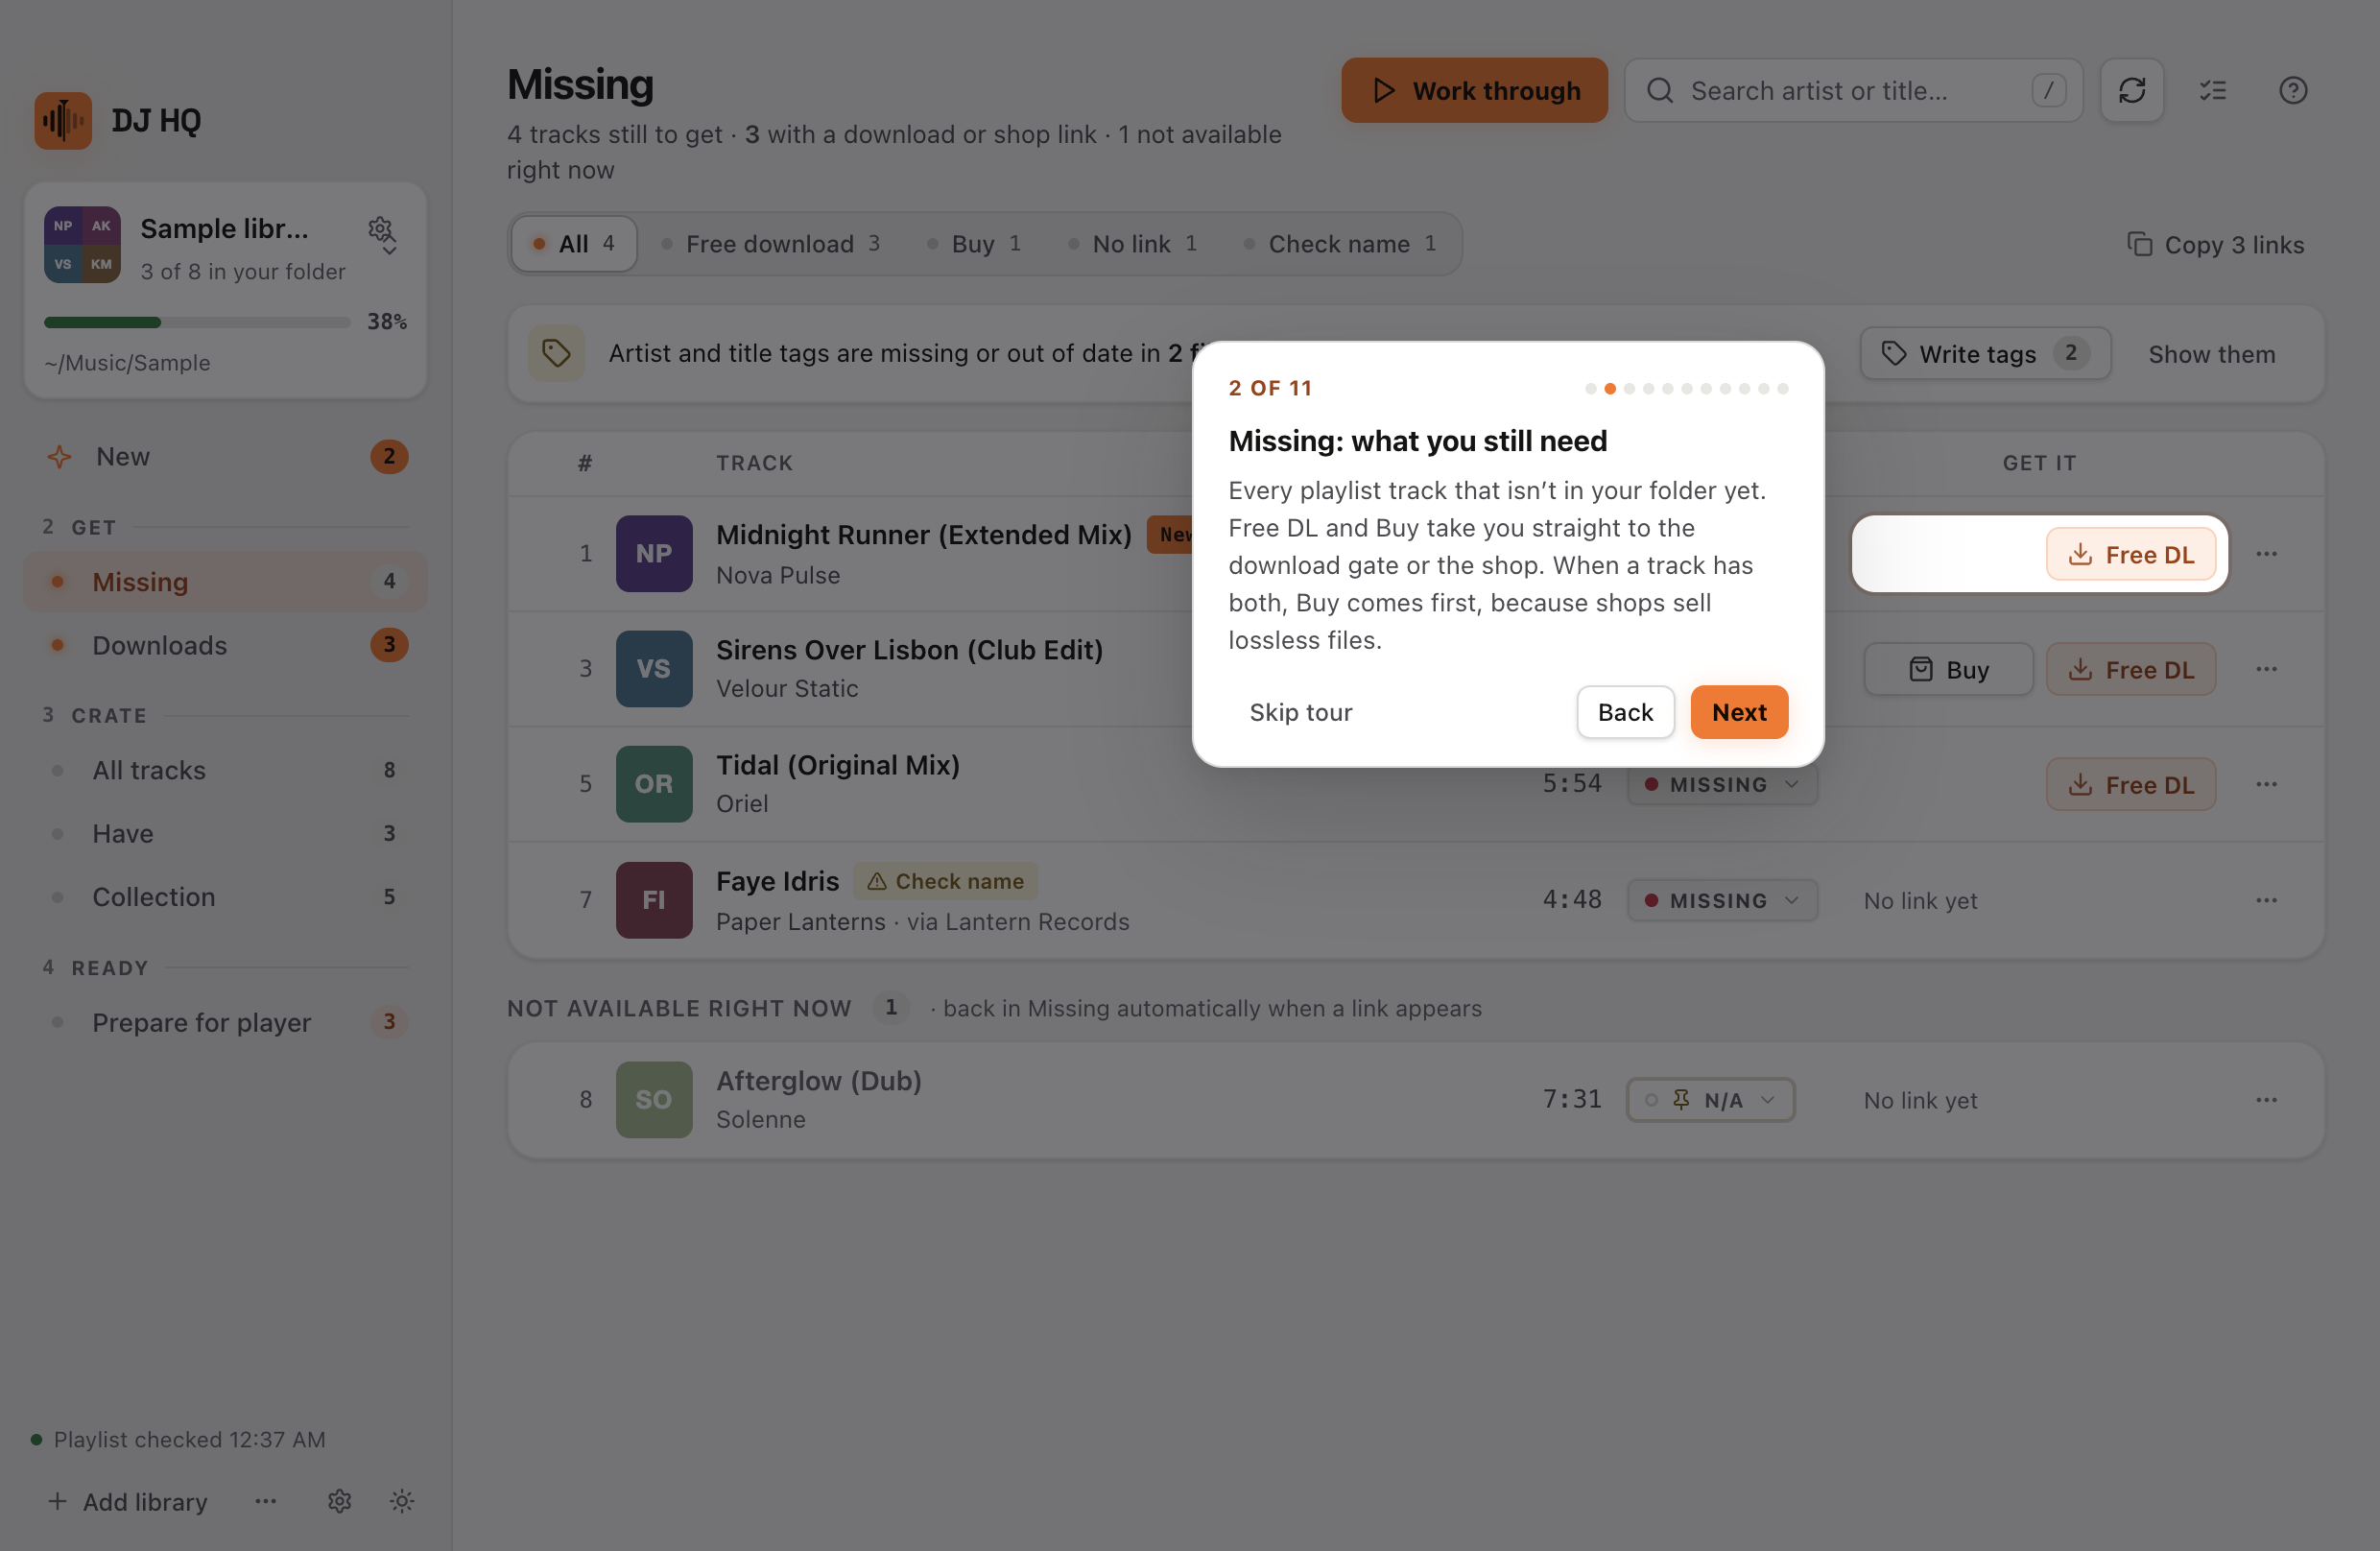 DJ HQ
NP AK
VS KM
Sample libr...
3 of 8 in your folder
38%
~/Music/Sample
New 2
2 GET
Missing 4
Downloads 3
3 CRATE
All tracks 8
Have 3
Collection 5
4 READY
Prepare for player 3
Playlist checked 12:37 AM
+ Add library ...
Missing
4 tracks still to get · 3 with a download or shop link · 1 not available
right now
Work through
Search artist or title... /
All 4 Free download 3 Buy 1 No link 1 Check name 1
Copy 3 links
Artist and title tags are missing or out of date in 2
Write tags 2
Show them
# TRACK GET IT
1 NP Midnight Runner (Extended Mix) New
Nova Pulse
Free DL ...
3 VS Sirens Over Lisbon (Club Edit)
Velour Static
Buy Free DL ...
5 OR Tidal (Original Mix)
Oriel
5:54 MISSING Free DL ...
7 FI Faye Idris Check name
Paper Lanterns · via Lantern Records
4:48 MISSING No link yet ...
NOT AVAILABLE RIGHT NOW 1 · back in Missing automatically when a link appears
8 SO Afterglow (Dub)
Solenne
7:31 N/A No link yet ...
2 OF 11
Missing: what you still need
Every playlist track that isn’t in your folder yet.
Free DL and Buy take you straight to the
download gate or the shop. When a track has
both, Buy comes first, because shops sell
lossless files.
Skip tour Back Next